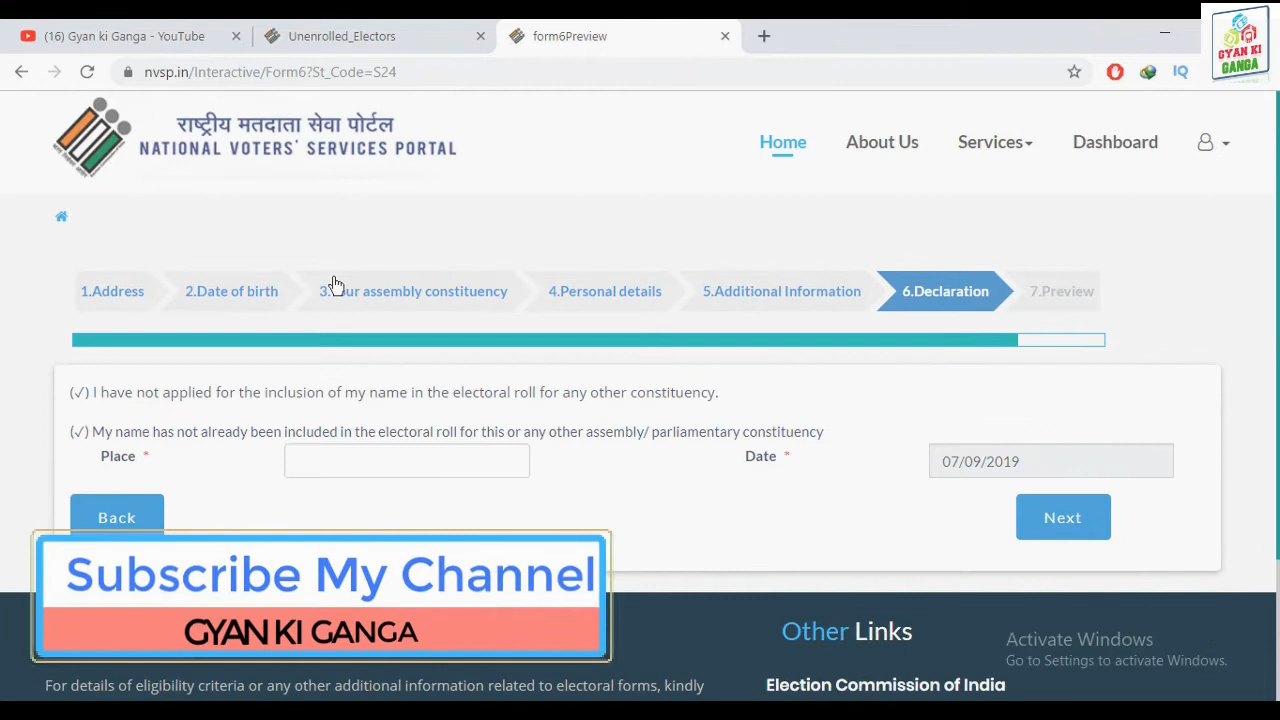 (16) Gyan ki Ganga - YouTube
Unenrolled_Electors
form6Preview
GYAN KI
GANGA
nvsp.in/Interactive/Form6?St_Code=S24
IQ
राष्ट्रीय मतदाता सेवा पोर्टल
NATIONAL VOTERS' SERVICES PORTAL
Home
About Us
Services
Dashboard
1.Address
2.Date of birth
3. ur assembly constituency
4.Personal details
5.Additional Information
6.Declaration
7.Preview
(✓) I have not applied for the inclusion of my name in the electoral roll for any other constituency.
(✓) My name has not already been included in the electoral roll for this or any other assembly/ parliamentary constituency
Place *
Date *
07/09/2019
Back
Next
Subscribe My Channel
GYAN KI GANGA
Other Links
Activate Windows
Go to Settings to activate Windows.
For details of eligibility criteria or any other additional information related to electoral forms, kindly
Election Commission of India